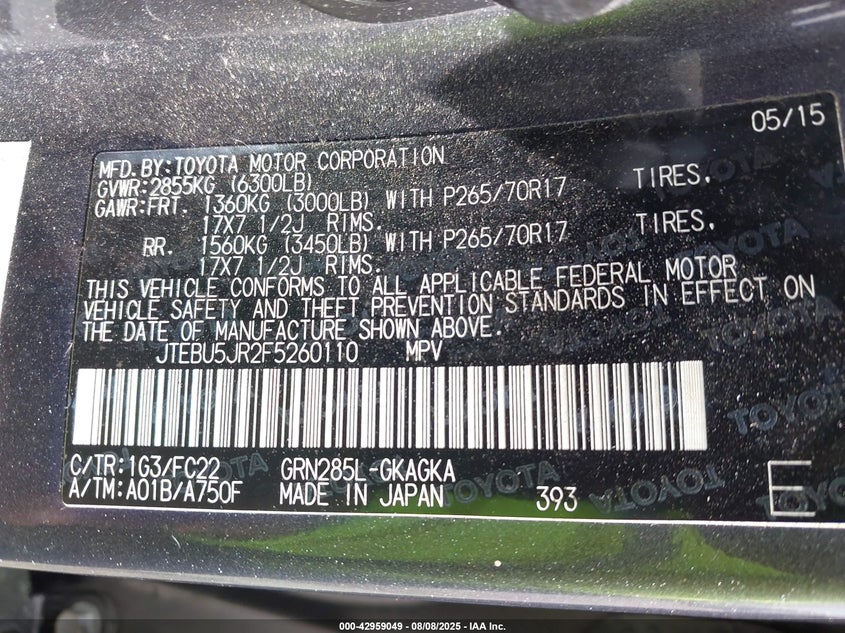 05/15
MFD. BY: TOYOTA MOTOR CORPORATION
GVWR: 2855KG (6300LB)
GAWR: FRT. 1360KG (3000LB) WITH P265/70R17 TIRES,
17X7 1/2J RIMS.
RR. 1560KG (3450LB) WITH P265/70R17 TIRES,
17X7 1/2J RIMS.
THIS VEHICLE CONFORMS TO ALL APPLICABLE FEDERAL MOTOR
VEHICLE SAFETY AND THEFT PREVENTION STANDARDS IN EFFECT ON
THE DATE OF MANUFACTURE SHOWN ABOVE.
JTEBU5JR2F5260110 MPV
C/TR: 1G3/FC22 GRN285L-GKAGKA
A/TM: A01B/A750F MADE IN JAPAN 393 E
TOYOTA
000-42959049 - 08/08/2025 - IAA Inc.